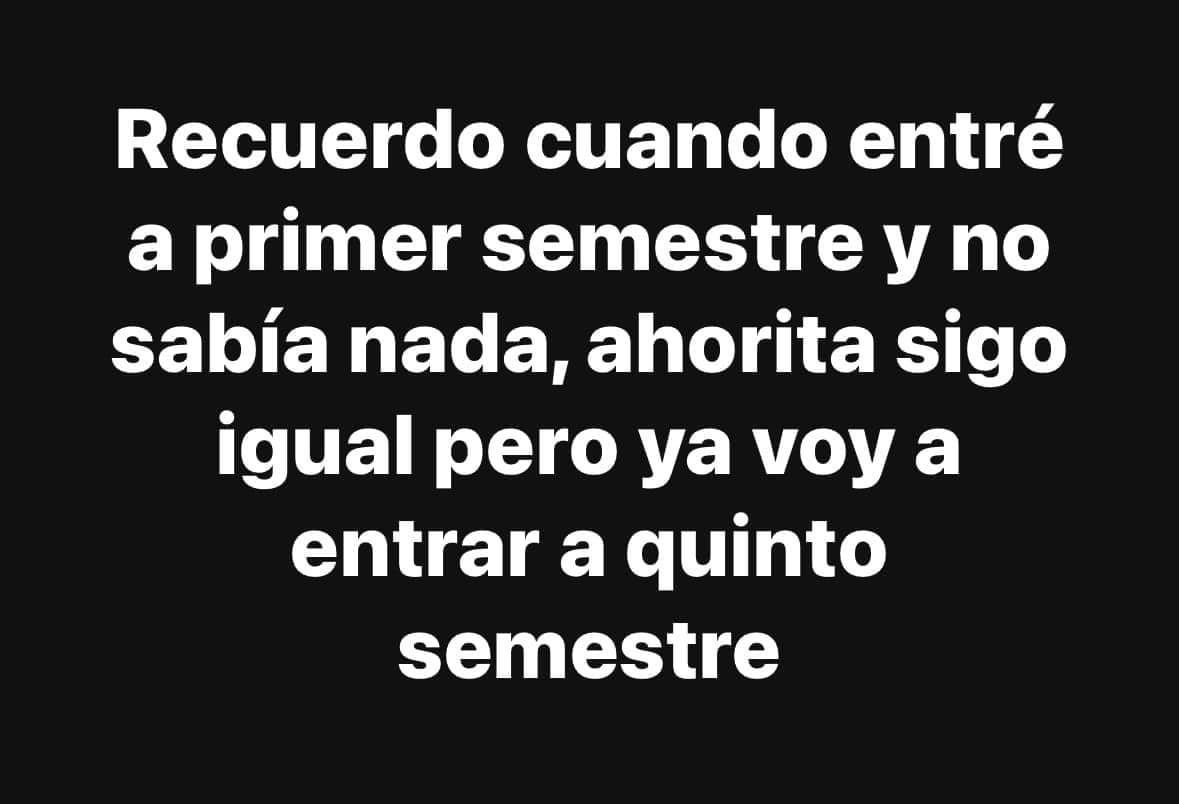 Recuerdo cuando entré
a primer semestre y no
sabía nada, ahorita sigo
igual pero ya voy a
entrar a quinto
semestre